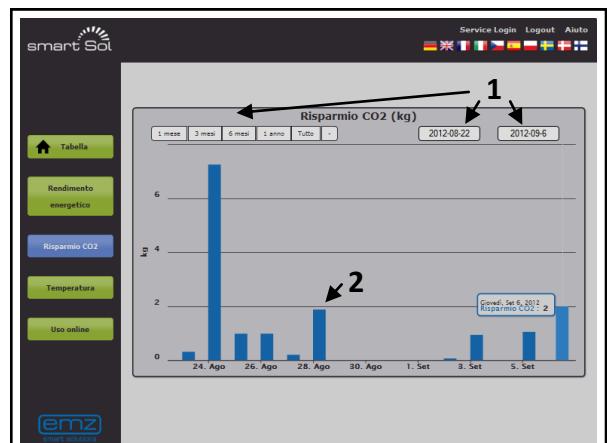 smart Sol
Service Login Logout Aiuto
1
Risparmio CO2 (kg)
1 mese 3 mesi 6 mesi 1 anno Tutto -
2012-08-22 2012-09-6
Tabella
Rendimento
energetico
Risparmio CO2
Temperatura
Uso online
kg
6
4
2
0
2
Giovedì, Set 6, 2012
Risparmio CO2 : 2
24. Ago 26. Ago 28. Ago 30. Ago 1. Set 3. Set 5. Set
emz
smart solutions